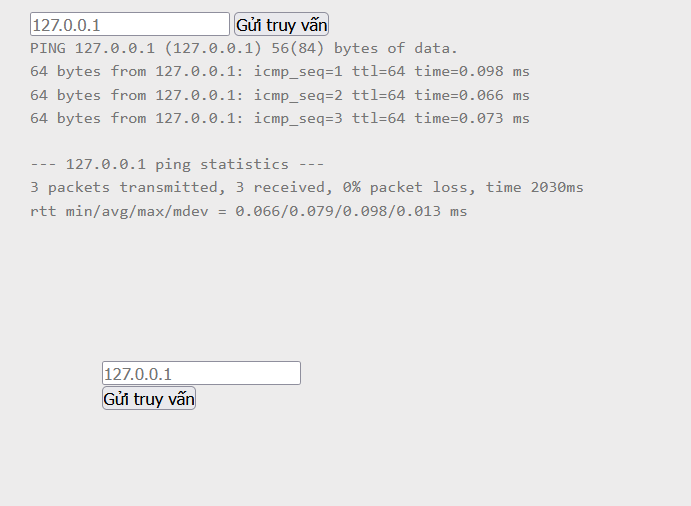 127.0.0.1 Gửi truy vấn
PING 127.0.0.1 (127.0.0.1) 56(84) bytes of data.
64 bytes from 127.0.0.1: icmp_seq=1 ttl=64 time=0.098 ms
64 bytes from 127.0.0.1: icmp_seq=2 ttl=64 time=0.066 ms
64 bytes from 127.0.0.1: icmp_seq=3 ttl=64 time=0.073 ms
--- 127.0.0.1 ping statistics ---
3 packets transmitted, 3 received, 0% packet loss, time 2030ms
rtt min/avg/max/mdev = 0.066/0.079/0.098/0.013 ms
127.0.0.1
Gửi truy vấn